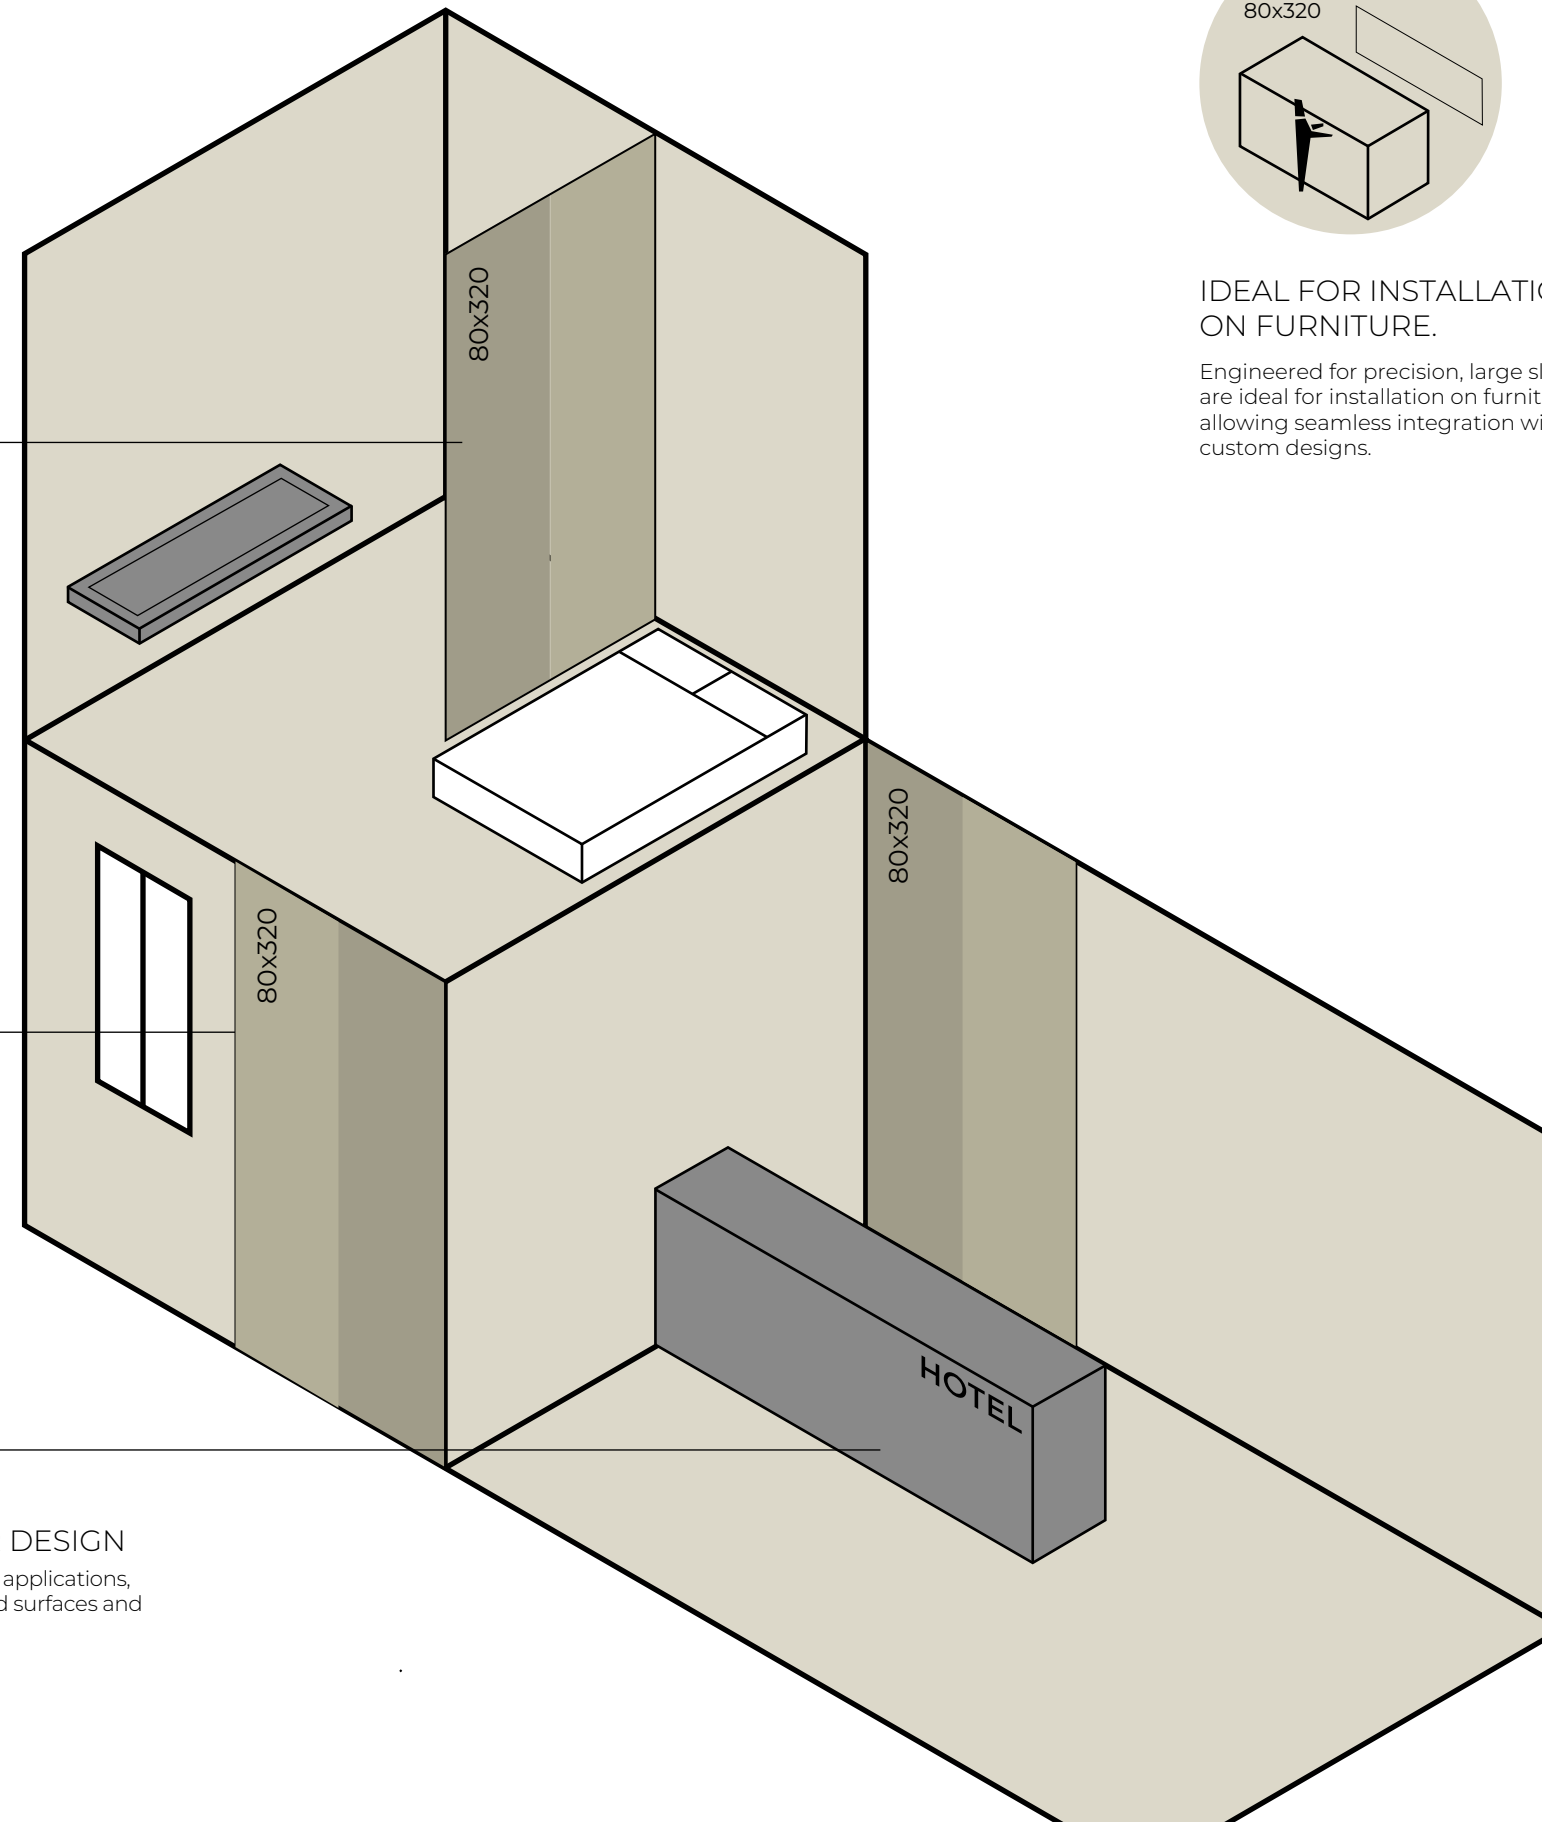 80x320
IDEAL FOR INSTALLATIO
ON FURNITURE.
Engineered for precision, large sl
are ideal for installation on furnit
allowing seamless integration wi
custom designs.
80x320
80x320
80x320
HOTEL
DESIGN
applications,
d surfaces and